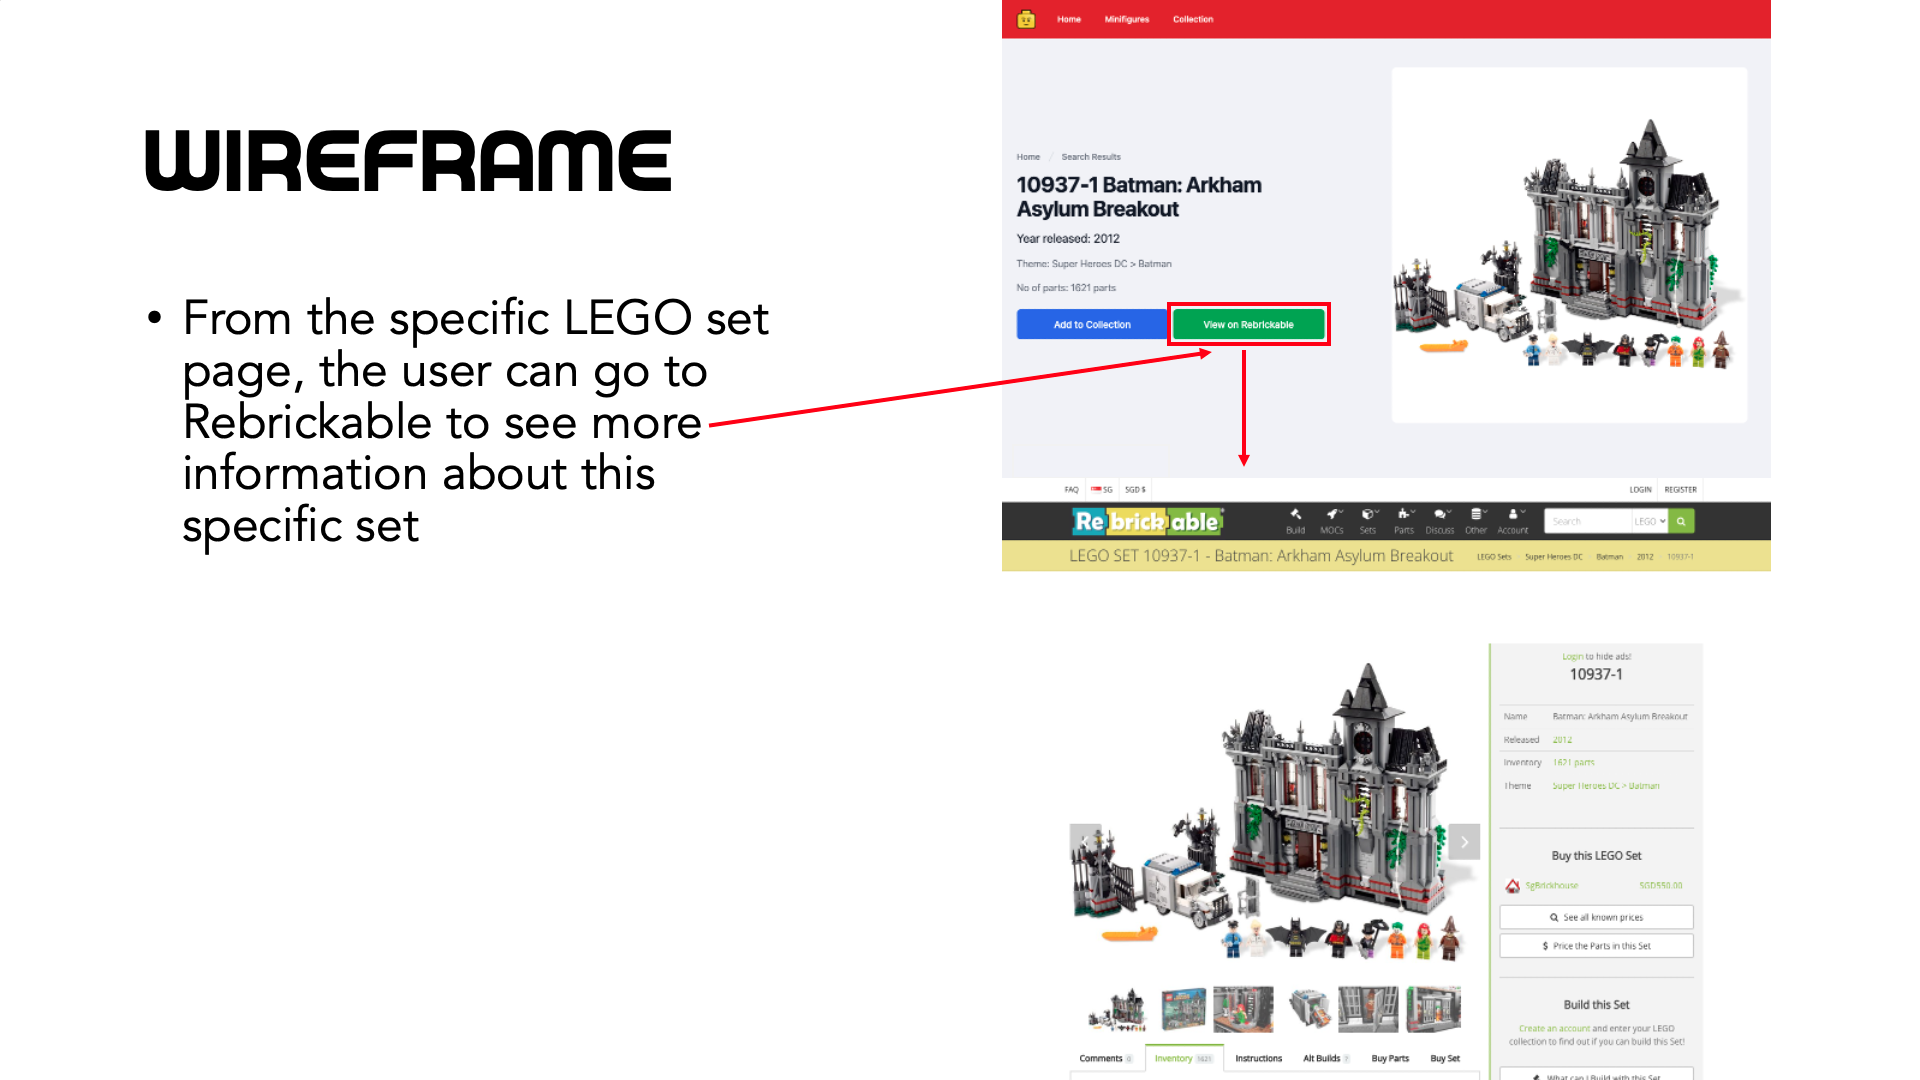 WIREFRAME
• From the specific LEGO set
page, the user can go to
Rebrickable to see more
information about this
specific set
Home Minifigures Collection
Home / Search Results
10937-1 Batman: Arkham
Asylum Breakout
Year released: 2012
Theme: Super Heroes DC > Batman
No of parts: 1621 parts
Add to Collection View on Rebrickable
FAQ SG SGD $ LOGIN REGISTER
Rebrickable
Build MOCs Sets Parts Discuss Other Account Search LEGO
LEGO SET 10937-1 - Batman: Arkham Asylum Breakout LEGO Sets Super Heroes DC Batman 2012 10937-1
Login to hide ads!
10937-1
Name Batman: Arkham Asylum Breakout
Released 2012
Inventory 1621 parts
Theme Super Heroes DC > Batman
Buy this LEGO Set
SgBrickhouse SGD550.00
See all known prices
$ Price the Parts in this Set
Build this Set
Create an account and enter your LEGO
collection to find out if you can build this Set!
What can I Build with this Set
Comments 0 Inventory 1621 Instructions Alt Builds 7 Buy Parts Buy Set